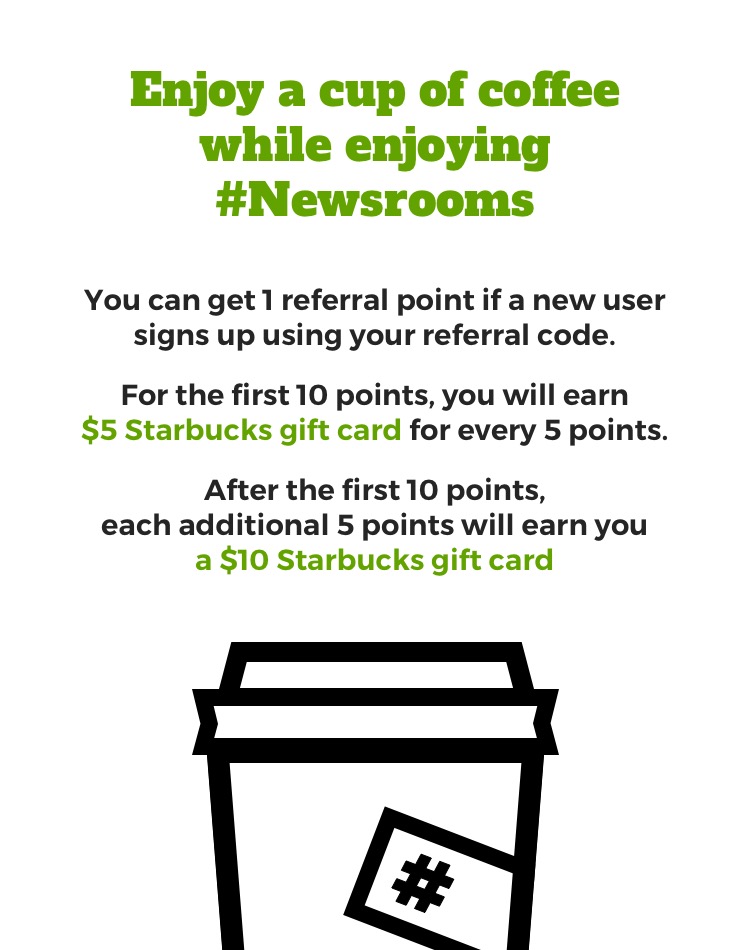 Enjoy a cup of coffee
while enjoying
#Newsrooms
You can get 1 referral point if a new user
signs up using your referral code.
For the first 10 points, you will earn
$5 Starbucks gift card for every 5 points.
After the first 10 points,
each additional 5 points will earn you
a $10 Starbucks gift card
#